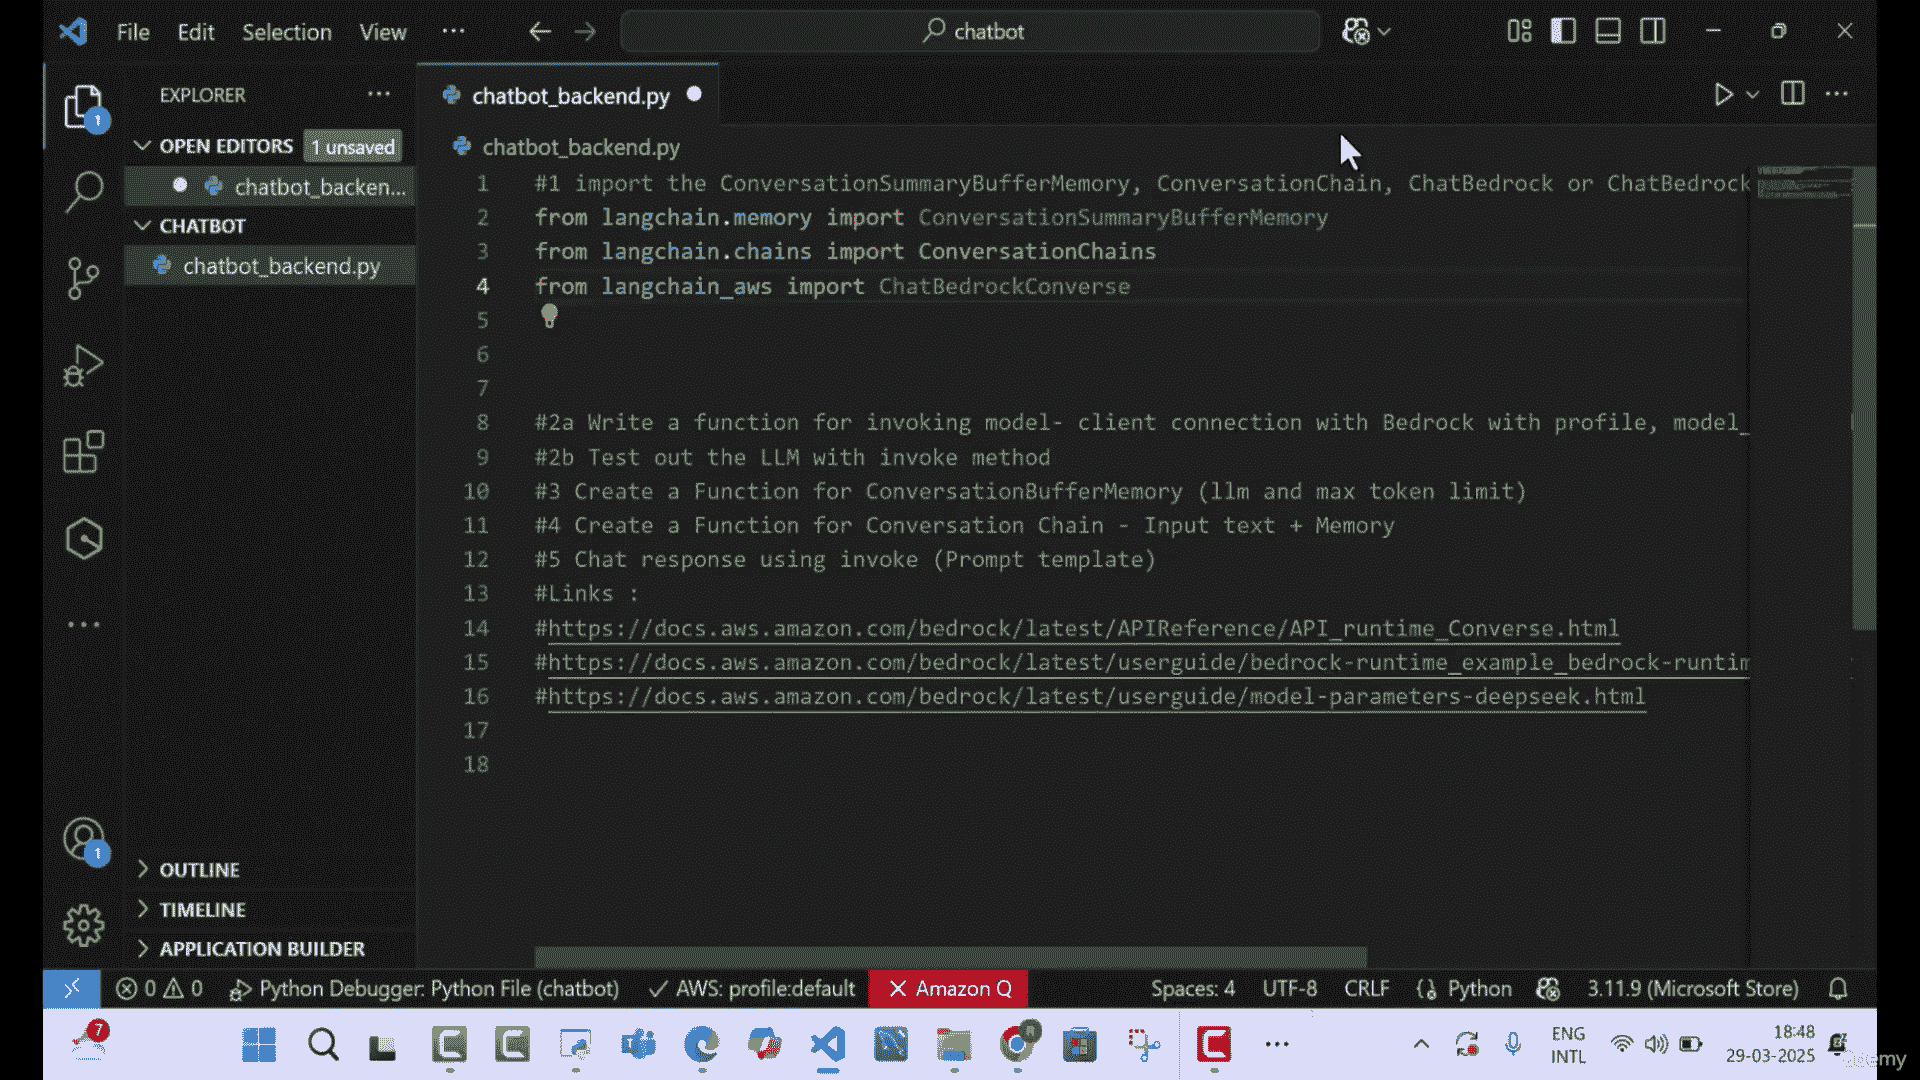 File Edit Selection View ··· chatbot
EXPLORER ···
OPEN EDITORS 1 unsaved
chatbot_backen...
CHATBOT
chatbot_backend.py
OUTLINE
TIMELINE
APPLICATION BUILDER
chatbot_backend.py
chatbot_backend.py
1 #1 import the ConversationSummaryBufferMemory, ConversationChain, ChatBedrock or ChatBedrock
2 from langchain.memory import ConversationSummaryBufferMemory
3 from langchain.chains import ConversationChains
4 from langchain_aws import ChatBedrockConverse
5
6
7
8 #2a Write a function for invoking model- client connection with Bedrock with profile, model_
9 #2b Test out the LLM with invoke method
10 #3 Create a Function for ConversationBufferMemory (llm and max token limit)
11 #4 Create a Function for Conversation Chain - Input text + Memory
12 #5 Chat response using invoke (Prompt template)
13 #Links :
14 #https://docs.aws.amazon.com/bedrock/latest/APIReference/API_runtime_Converse.html
15 #https://docs.aws.amazon.com/bedrock/latest/userguide/bedrock-runtime_example_bedrock-runtim
16 #https://docs.aws.amazon.com/bedrock/latest/userguide/model-parameters-deepseek.html
17
18
1
1
0 0 Python Debugger: Python File (chatbot) AWS: profile:default Amazon Q Spaces: 4 UTF-8 CRLF Python 3.11.9 (Microsoft Store)
7
R
ENG
INTL
18:48
29-03-2025